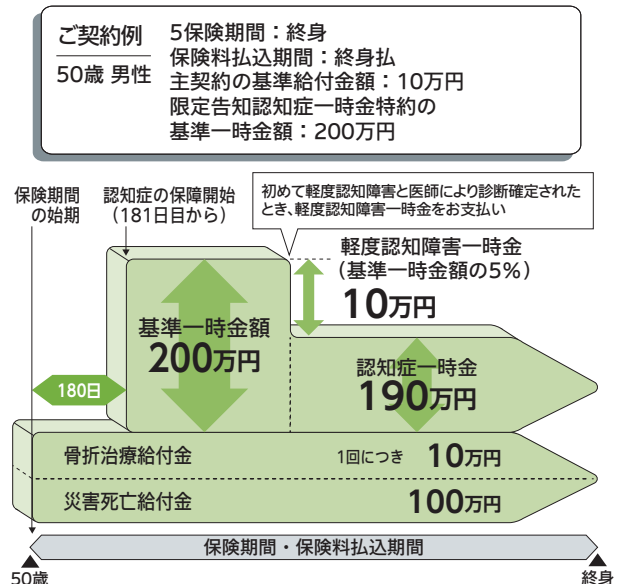 ご契約例
50歳 男性
5保険期間：終身
保険料払込期間：終身払
主契約の基準給付金額：10万円
限定告知認知症一時金特約の
基準一時金額：200万円
保険期間
の始期
認知症の保障開始
（181日目から）
初めて軽度認知障害と医師により診断確定された
とき、軽度認知障害一時金をお支払い
軽度認知障害一時金
（基準一時金額の5%）
10万円
基準一時金額
200万円
認知症一時金
190万円
180日
骨折治療給付金 1回につき 10万円
災害死亡給付金 100万円
保険期間・保険料払込期間
50歳 終身